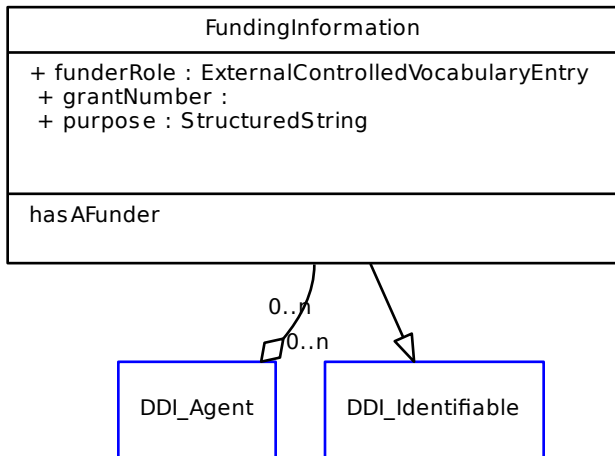 FundingInformation
+ funderRole : ExternalControlledVocabularyEntry
+ grantNumber :
+ purpose : StructuredString
hasAFunder
0..n
0..n
DDI_Agent DDI_Identifiable